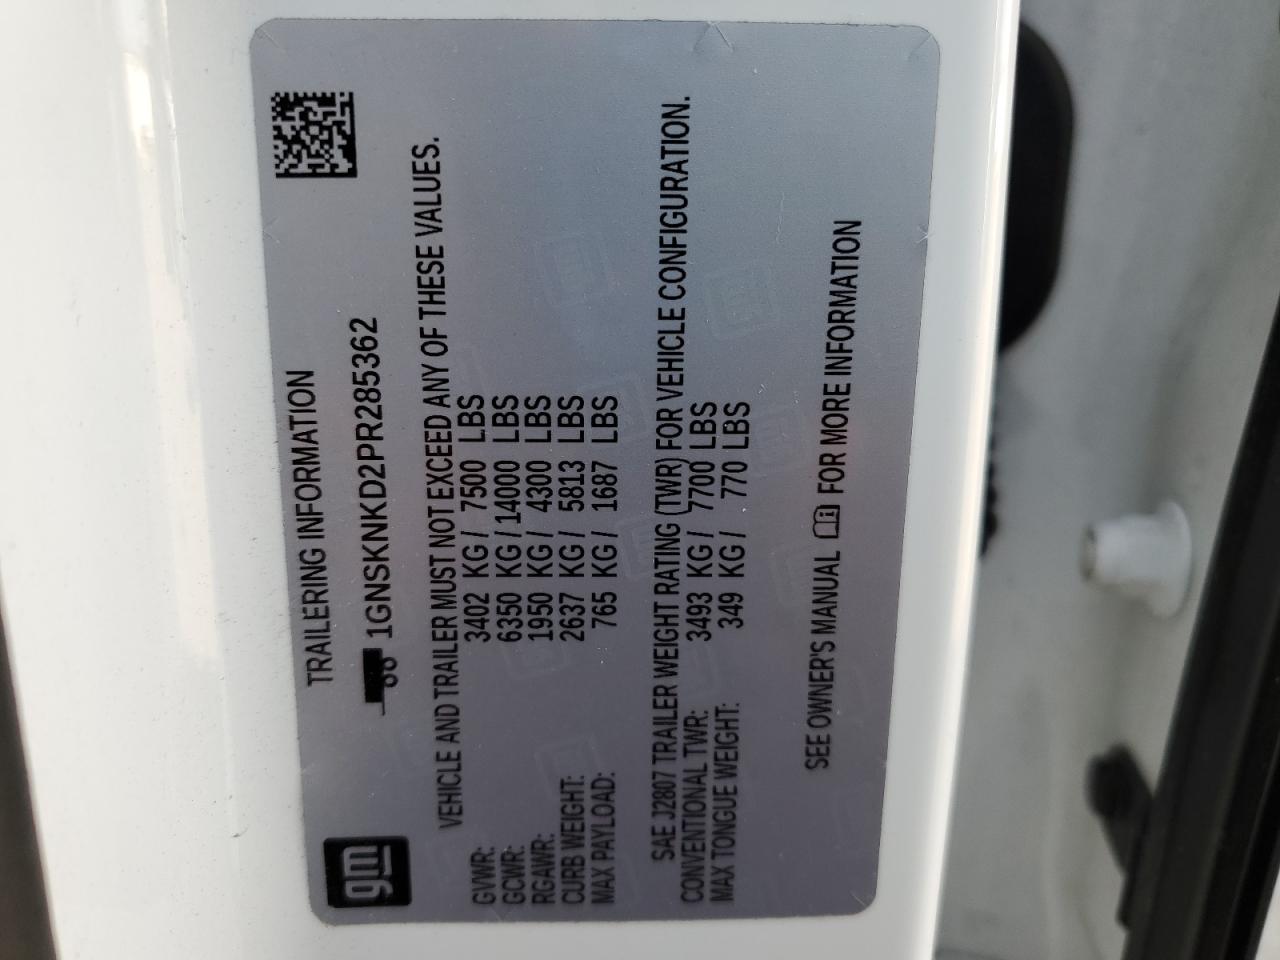 gm
TRAILERING INFORMATION
1GNSKNKD2PR285362
VEHICLE AND TRAILER MUST NOT EXCEED ANY OF THESE VALUES.
GVWR: 3402 KG / 7500 LBS
GCWR: 6350 KG / 14000 LBS
RGAWR: 1950 KG / 4300 LBS
CURB WEIGHT: 2637 KG / 5813 LBS
MAX PAYLOAD: 765 KG / 1687 LBS
SAE J2807 TRAILER WEIGHT RATING (TWR) FOR VEHICLE CONFIGURATION.
CONVENTIONAL TWR: 3493 KG / 7700 LBS
MAX TONGUE WEIGHT: 349 KG / 770 LBS
SEE OWNER'S MANUAL FOR MORE INFORMATION